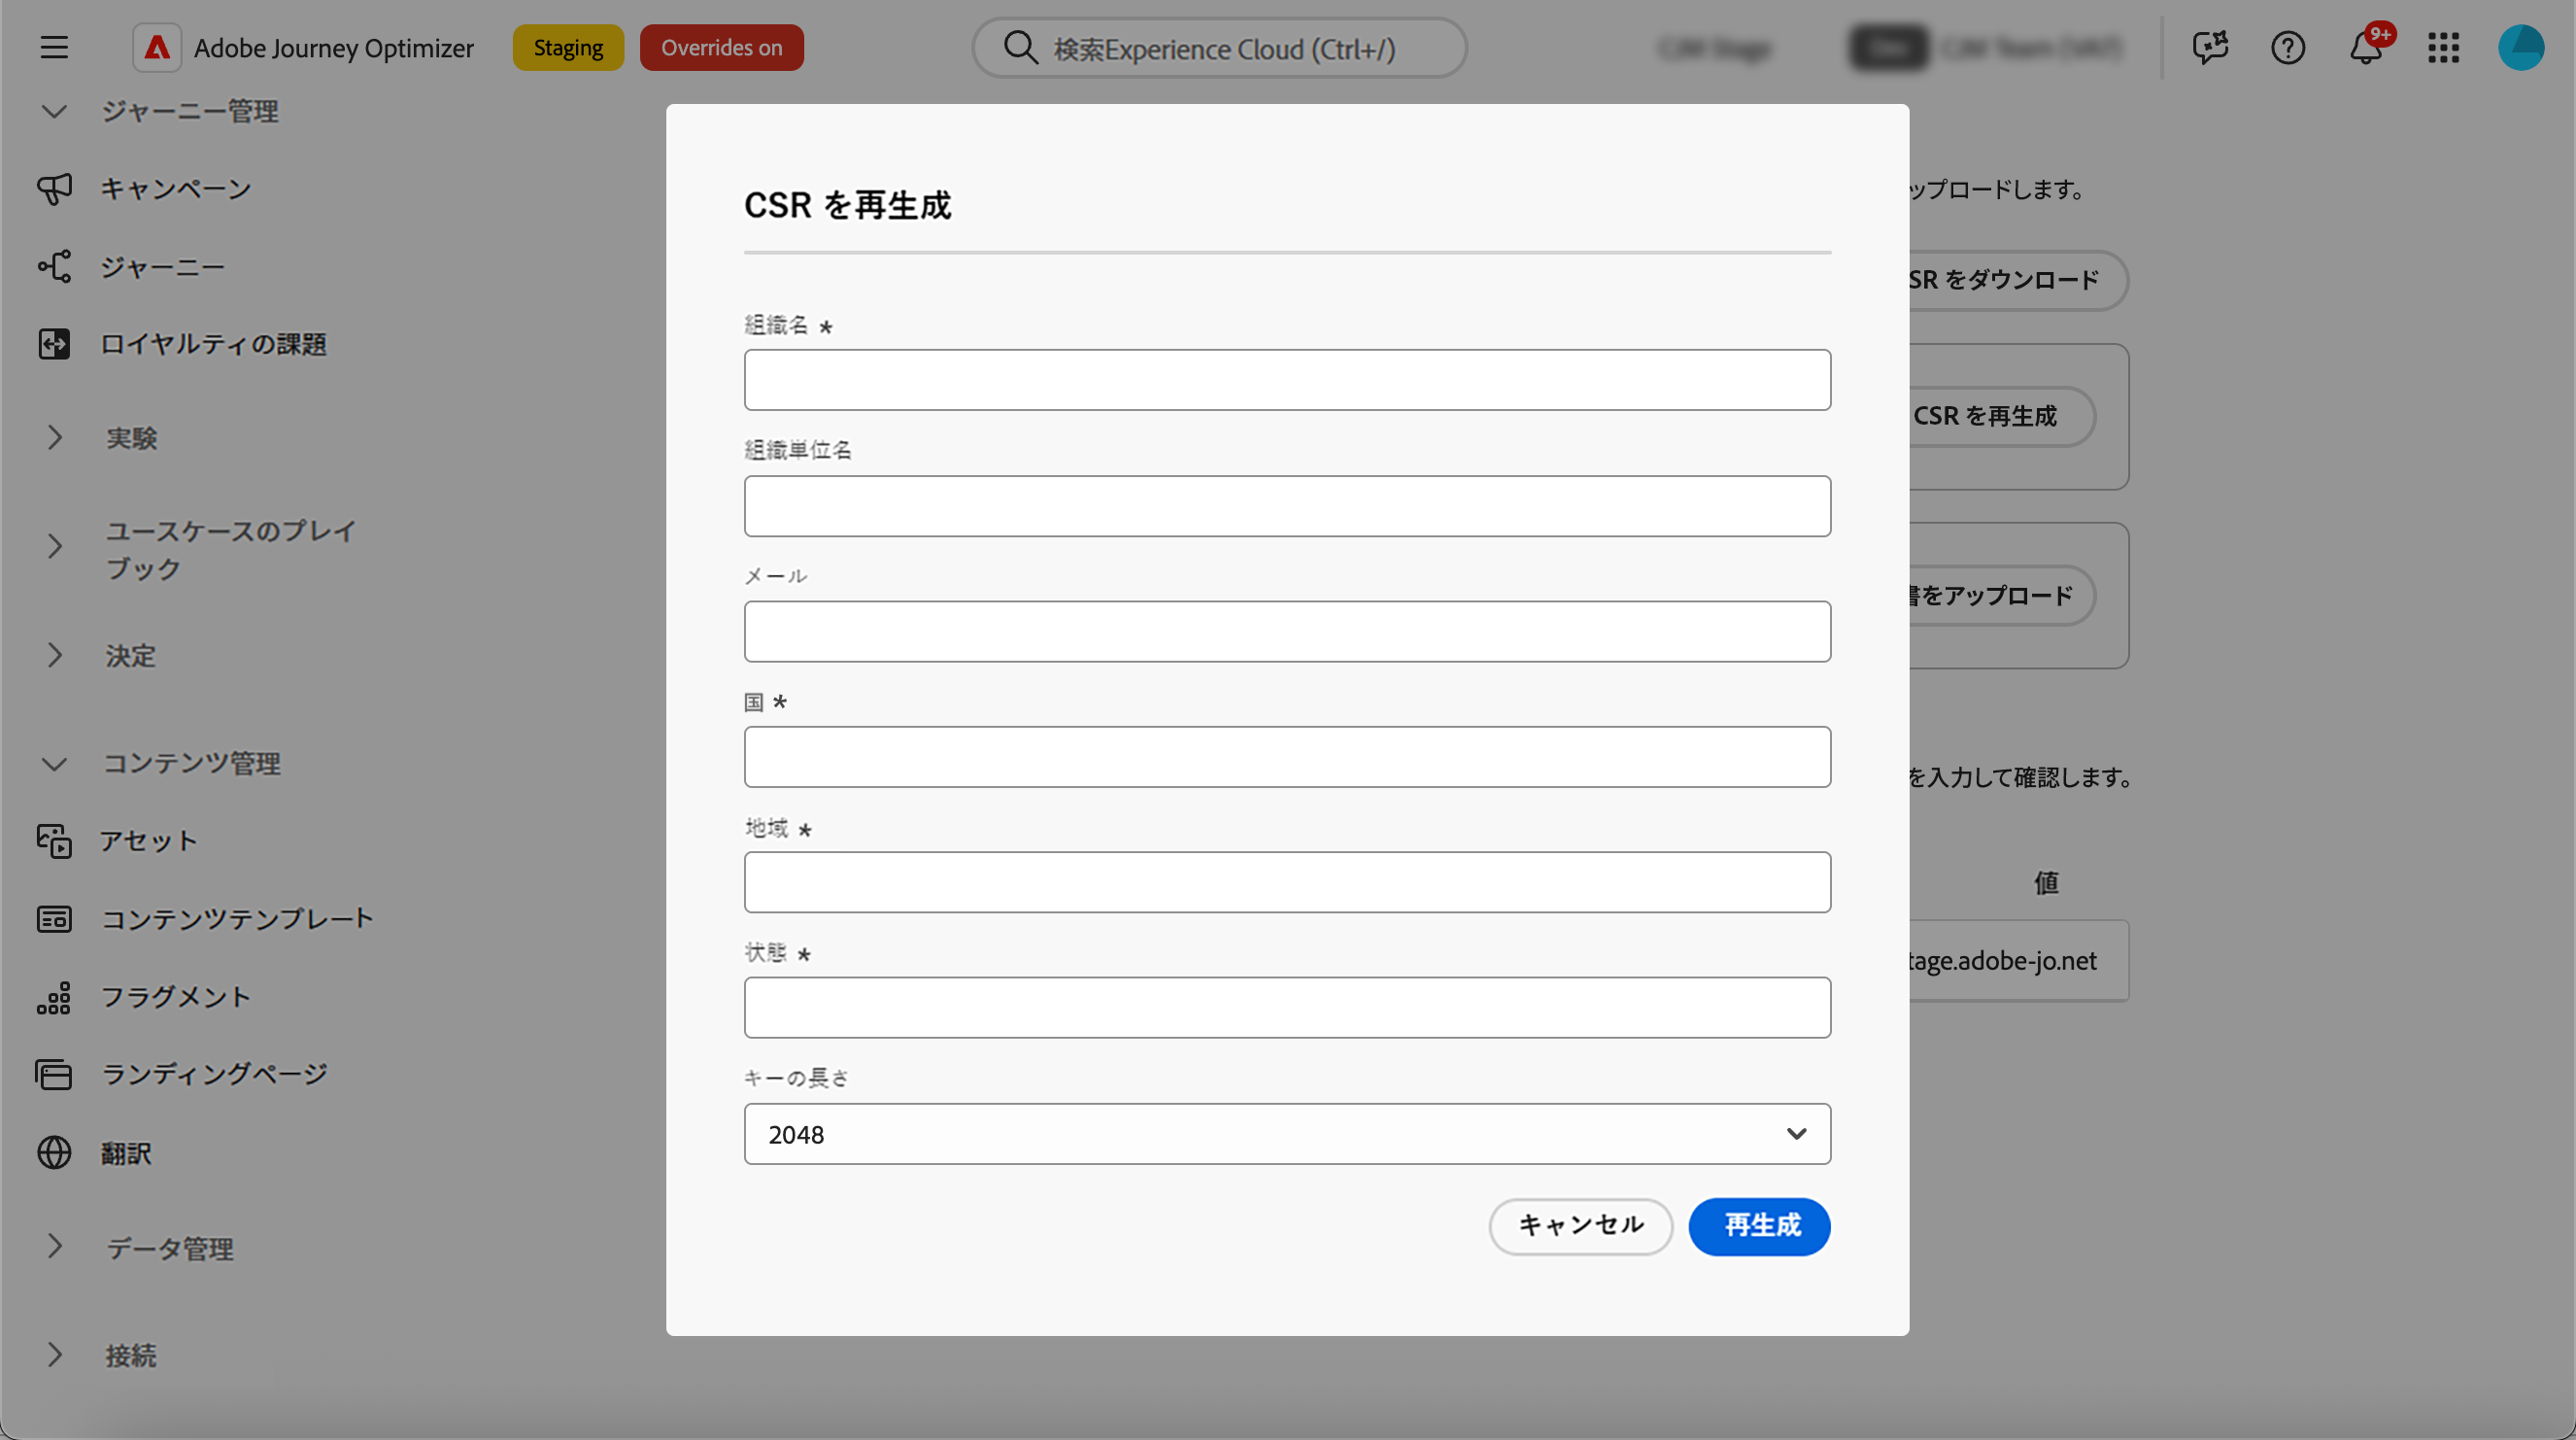 Adobe Journey Optimizer
Staging
Overrides on
検索Experience Cloud (Ctrl+/)
9+
ジャーニー管理
キャンペーン
ジャーニー
ロイヤルティの課題
実験
ユースケースのプレイ
ブック
決定
コンテンツ管理
アセット
コンテンツテンプレート
フラグメント
ランディングページ
翻訳
データ管理
接続
CSR を再生成
組織名 *
組織単位名
メール
国 *
地域 *
状態 *
キーの長さ
2048
キャンセル
再生成
ップロードします。
SR をダウンロード
CSR を再生成
書をアップロード
を入力して確認します。
値
tage.adobe-jo.net